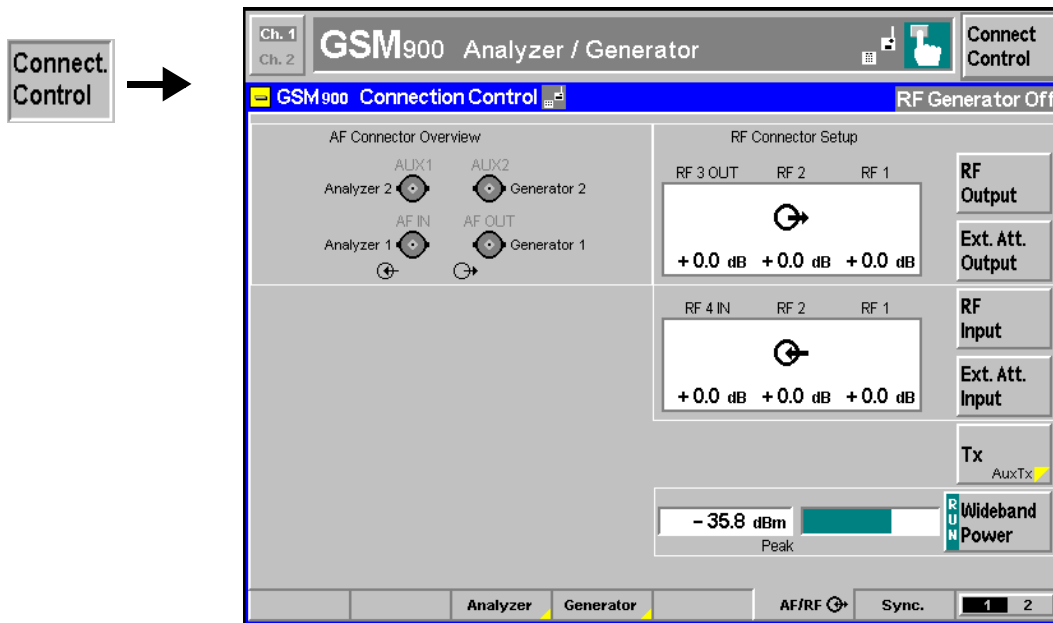 Connect.
Control
Ch. 1
Ch. 2
GSM900 Analyzer / Generator
Connect
Control
GSM900 Connection Control
RF Generator Off
AF Connector Overview
AUX1 AUX2
Analyzer 2 Generator 2
AF IN AF OUT
Analyzer 1 Generator 1
RF Connector Setup
RF 3 OUT RF 2 RF 1
+ 0.0 dB + 0.0 dB + 0.0 dB
RF
Output
Ext. Att.
Output
RF 4 IN RF 2 RF 1
+ 0.0 dB + 0.0 dB + 0.0 dB
RF
Input
Ext. Att.
Input
Tx
AuxTx
– 35.8 dBm
Peak
RUN
Wideband
Power
Analyzer Generator AF/RF Sync. 1 2